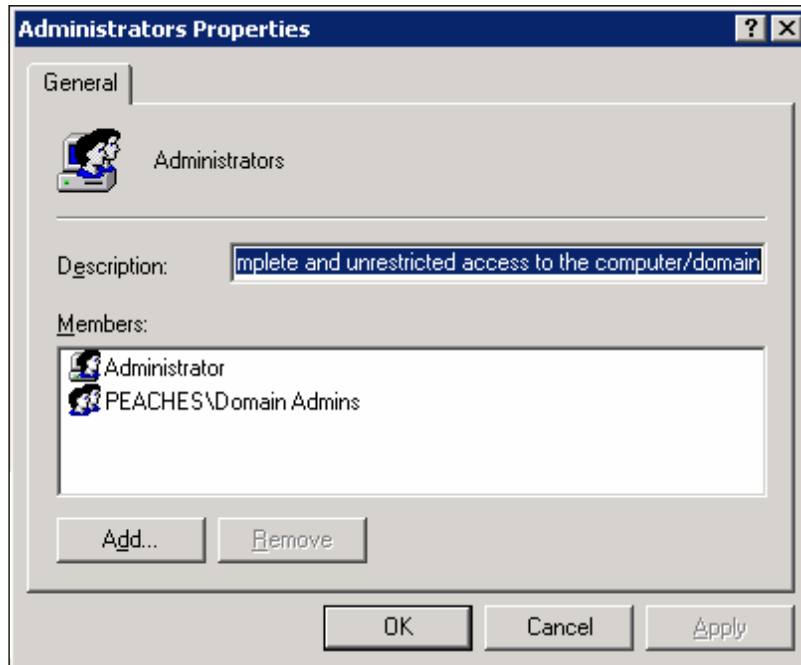 Administrators Properties
General
Administrators
Description: mplete and unrestricted access to the computer/domain
Members:
Administrator
PEACHES\Domain Admins
Add... Remove
OK Cancel Apply